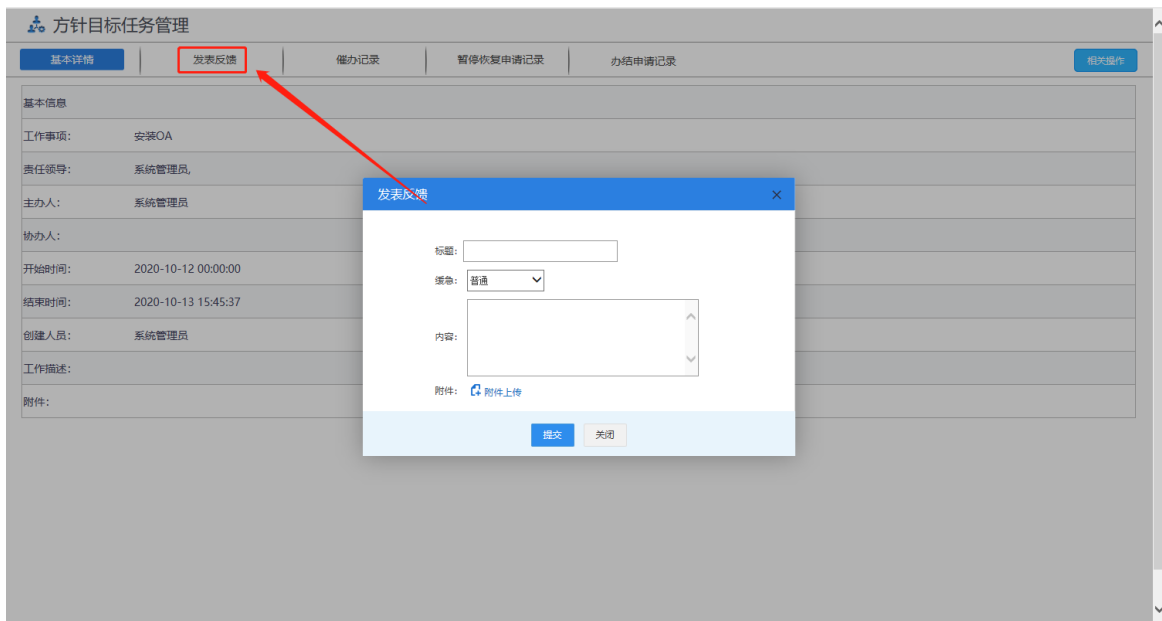 方针目标任务管理
基本详情 发表反馈 催办记录 暂停恢复申请记录 办结申请记录 相关操作
基本信息
工作事项: 安装OA
责任领导: 系统管理员,
主办人: 系统管理员
协办人:
开始时间: 2020-10-12 00:00:00
结束时间: 2020-10-13 15:45:37
创建人员: 系统管理员
工作描述:
附件:
发表反馈
标题:
缓急: 普通
内容:
附件: 附件上传
提交 关闭